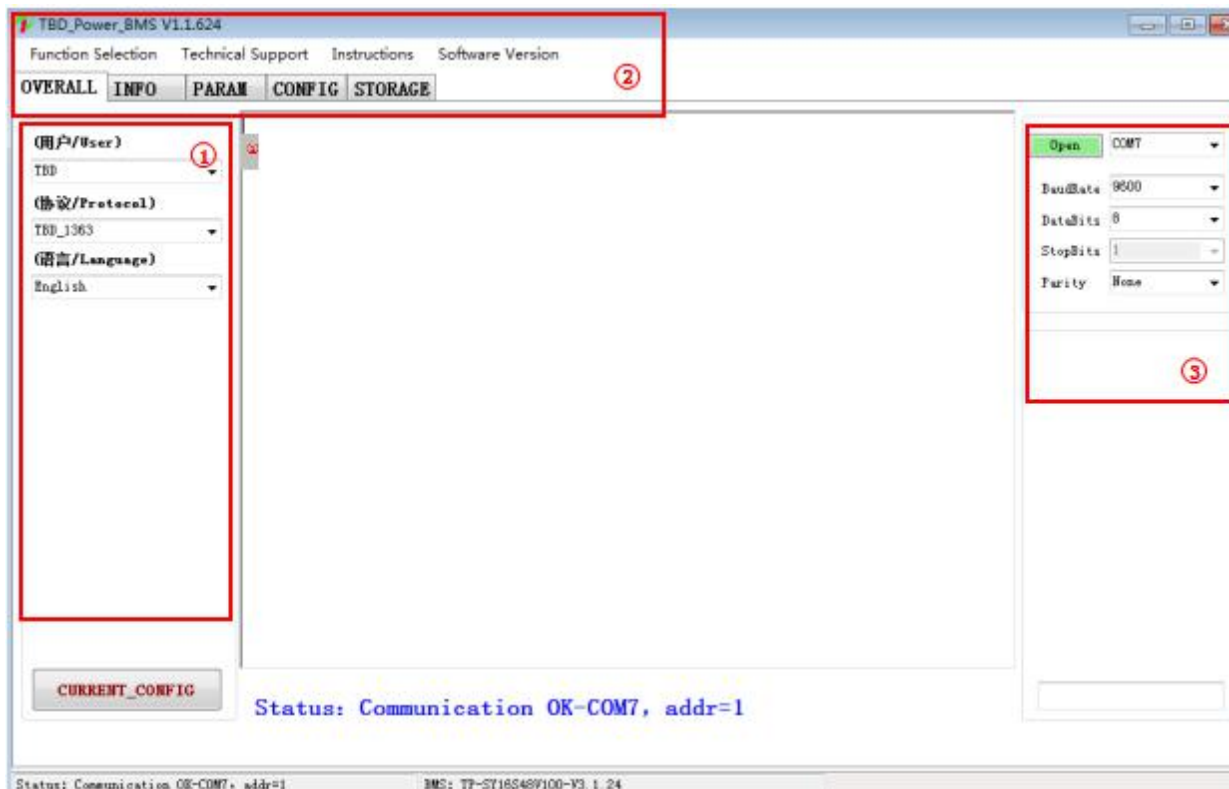 TBD_Power_BMS V1.1.624
Function Selection Technical Support Instructions Software Version
②
OVERALL INFO PARAM CONFIG STORAGE
(用户/User)
①
TBD
(协议/Protocol)
TBD_1363
(语言/Language)
English
Open COM7
BaudRate 9600
DataBits 8
StopBits 1
Parity None
③
CURRENT_CONFIG
Status: Communication OK-COM7, addr=1
Status: Communication OK-COM7, addr=1 BMS: TP-SY16S48V100-V3.1.24